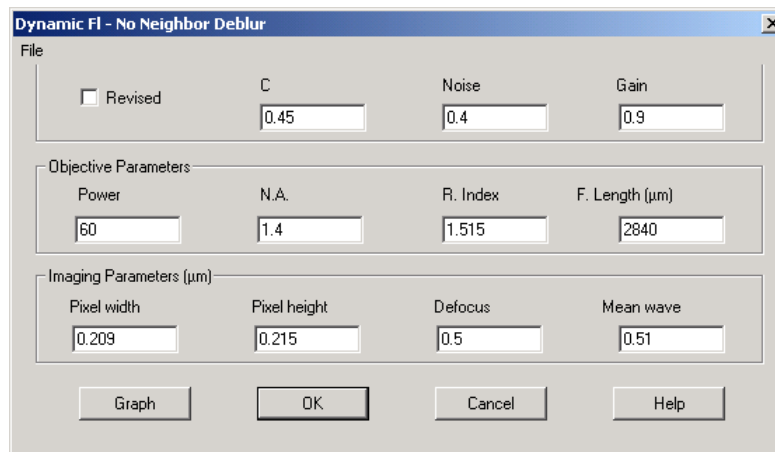 Dynamic Fl - No Neighbor Deblur
File
Revised C Noise Gain
0.45 0.4 0.9
Objective Parameters
Power N.A. R. Index F. Length (µm)
60 1.4 1.515 2840
Imaging Parameters (µm)
Pixel width Pixel height Defocus Mean wave
0.209 0.215 0.5 0.51
Graph OK Cancel Help